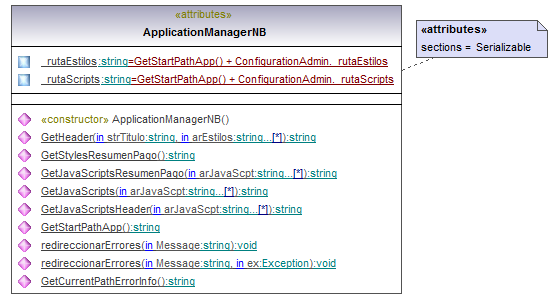 «attributes»
ApplicationManagerNB
_rutaEstilos:string=GetStartPathApp() + ConfigurationAdmin._rutaEstilos
_rutaScripts:string=GetStartPathApp() + ConfigurationAdmin._rutaScripts
«constructor» ApplicationManagerNB()
GetHeader(in strTitulo:string, in arEstilos:string...[*]):string
GetStylesResumenPago():string
GetJavaScriptsResumenPago(in arJavaScpt:string...[*]):string
GetJavaScripts(in arJavaScpt:string...[*]):string
GetJavaScriptsHeader(in arJavaScpt:string...[*]):string
GetStartPathApp():string
redireccionarErrores(in Message:string):void
redireccionarErrores(in Message:string, in ex:Exception):void
GetCurrentPathErrorInfo():string
«attributes»
sections = Serializable